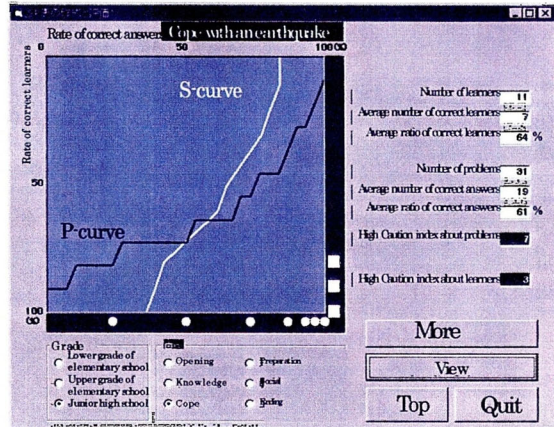 Rate of correct answers Cope with an earthquake
0 50 100
Rate of correct learners
S-curve
50
P-curve
100
Number of learners 11
Average number of correct learners 7
Average ratio of correct learners 64 %
Number of problems 31
Average number of correct answers 19
Average ratio of correct answers 61 %
High Caution index about problems 7
High Caution index about learners 3
Grade
Lower grade of
elementary school
Upper grade of
elementary school
Junior high school
Opening Preparation
Knowledge Social
Cope
More
View
Top Quit